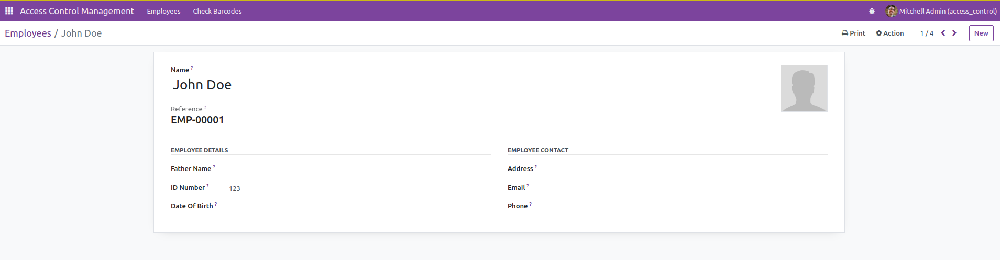 Access Control Management Employees Check Barcodes Mitchell Admin (access_control)
Employees / John Doe Print Action 1 / 4 New
Name ?
John Doe
Reference ?
EMP-00001
EMPLOYEE DETAILS EMPLOYEE CONTACT
Father Name ? Address ?
ID Number ? 123 Email ?
Date Of Birth ? Phone ?